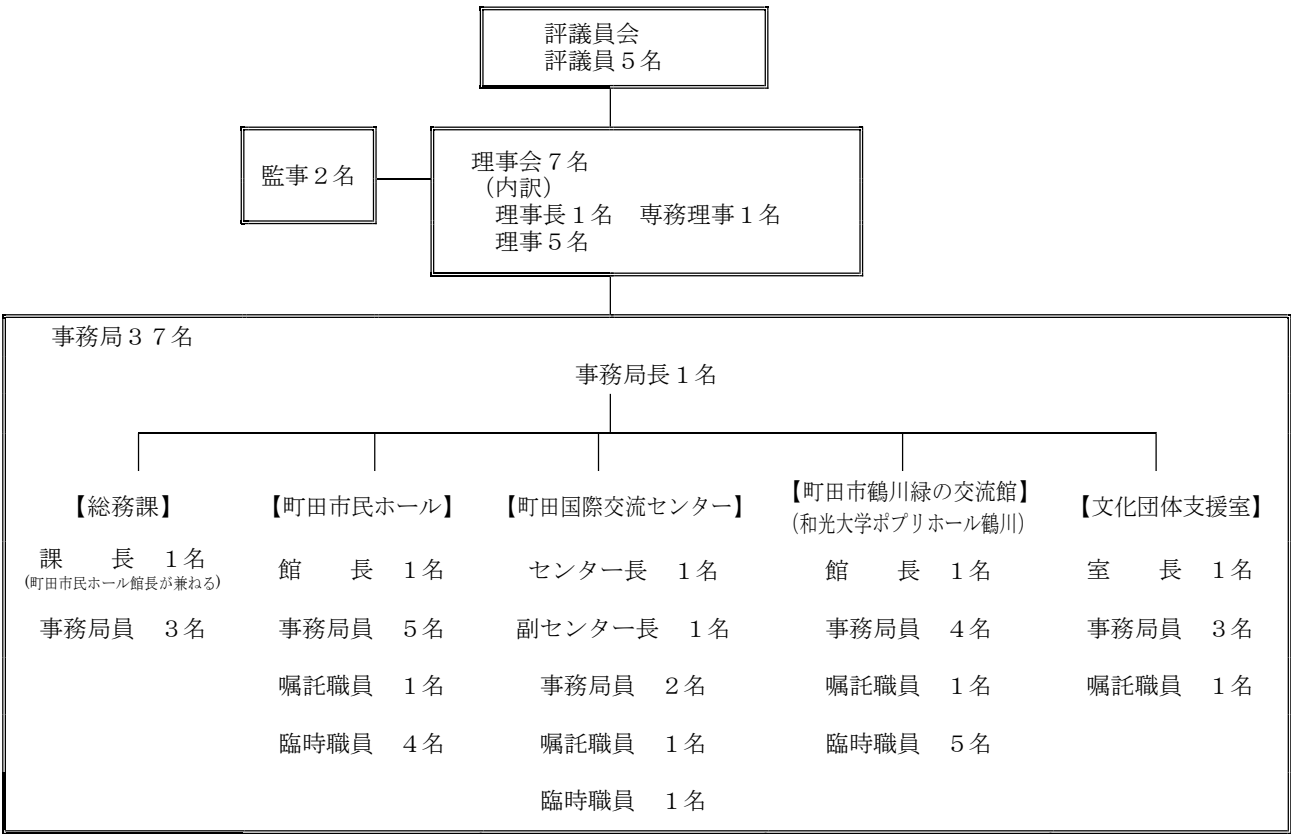 評議員会
評議員５名
監事２名
理事会７名
（内訳）
理事長１名　専務理事１名
理事５名
事務局３７名
事務局長１名
【総務課】
課　　長　１名
(町田市民ホール館長が兼ねる)
事務局員　３名
【町田市民ホール】
館　　長　１名
事務局員　５名
嘱託職員　１名
臨時職員　４名
【町田国際交流センター】
センター長　１名
副センター長　１名
事務局員　２名
嘱託職員　１名
臨時職員　１名
【町田市鶴川緑の交流館】
(和光大学ポプリホール鶴川)
館　　長　１名
事務局員　４名
嘱託職員　１名
臨時職員　５名
【文化団体支援室】
室　　長　１名
事務局員　３名
嘱託職員　１名